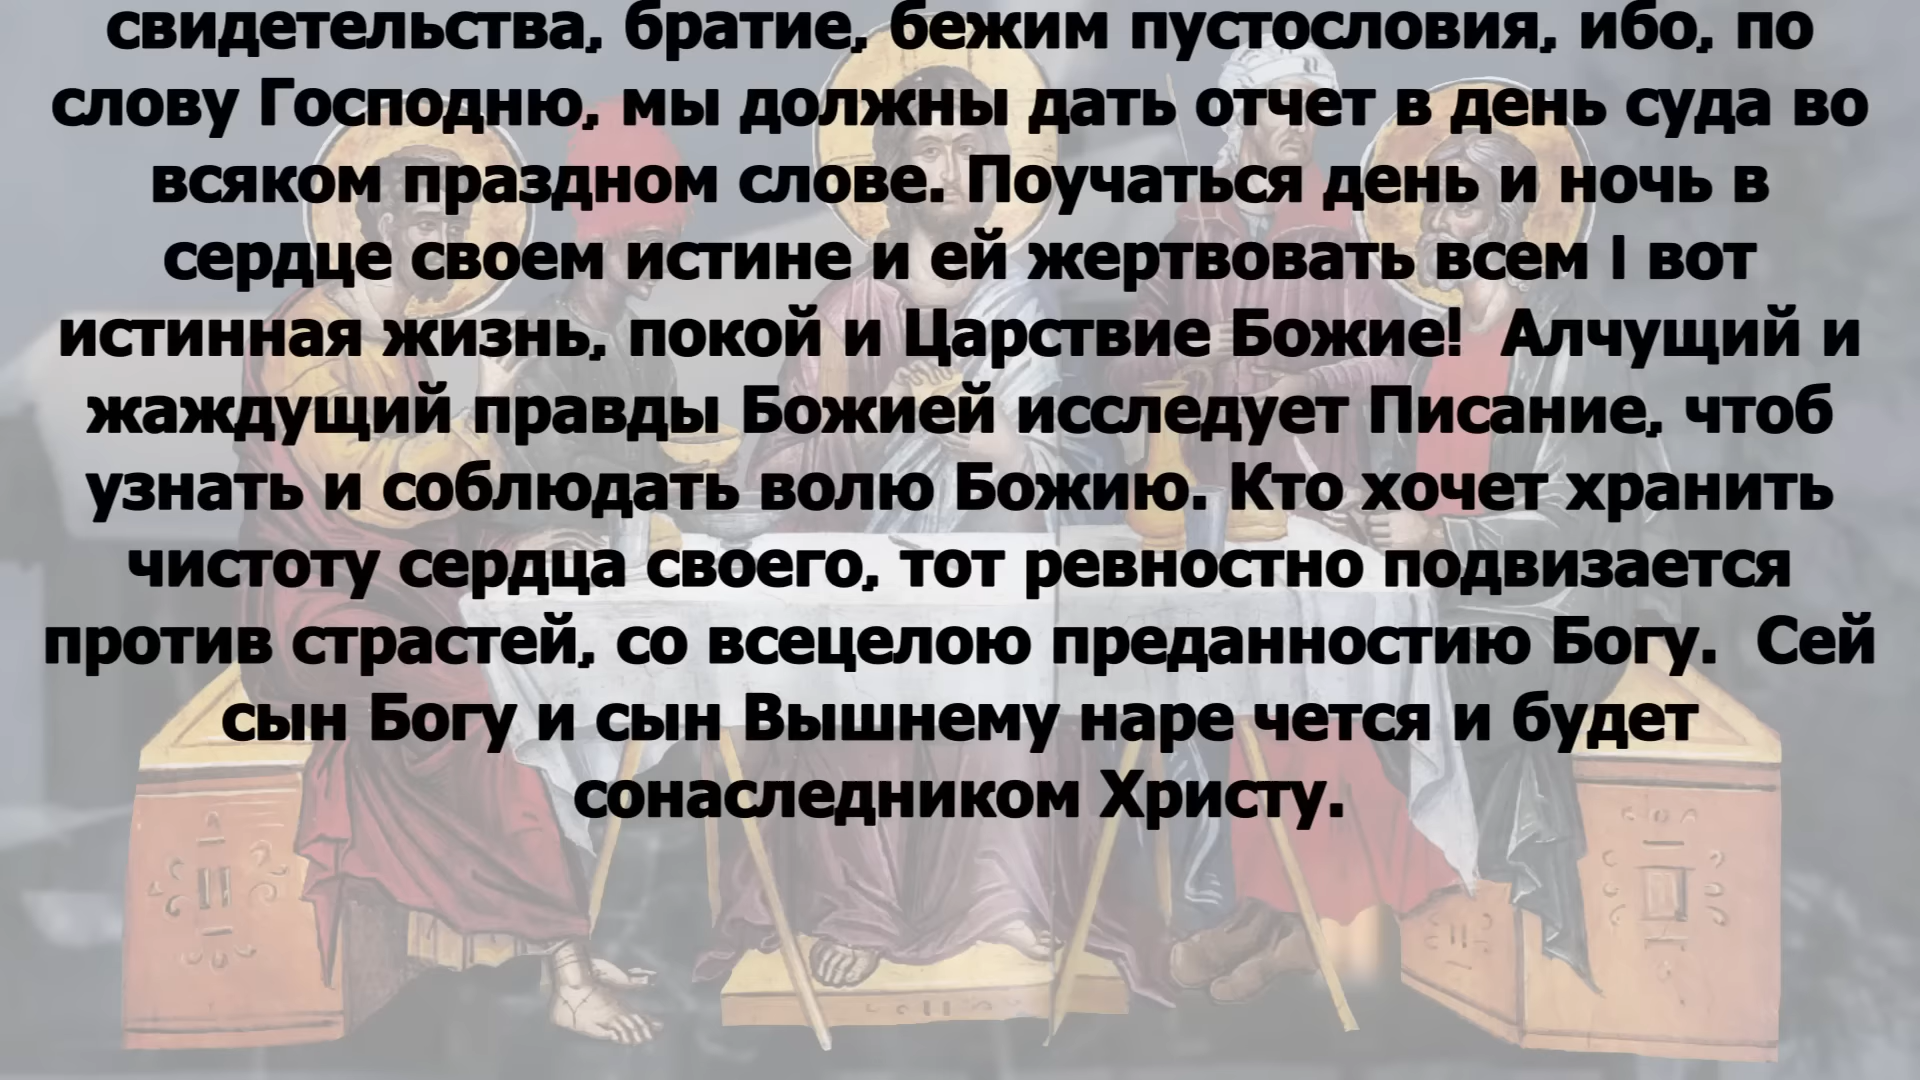 свидетельства, братие, бежим пустословия, ибо, по
слову Господню, мы должны дать отчет в день суда во
всяком праздном слове. Поучаться день и ночь в
сердце своем истине и ей жертвовать всем | вот
истинная жизнь, покой и Царствие Божие!  Алчущий и
жаждущий правды Божией исследует Писание, чтоб
узнать и соблюдать волю Божию. Кто хочет хранить
чистоту сердца своего, тот ревностно подвизается
против страстей, со всецелою преданностию Богу.  Сей
сын Богу и сын Вышнему наре чется и будет
сонаследником Христу.